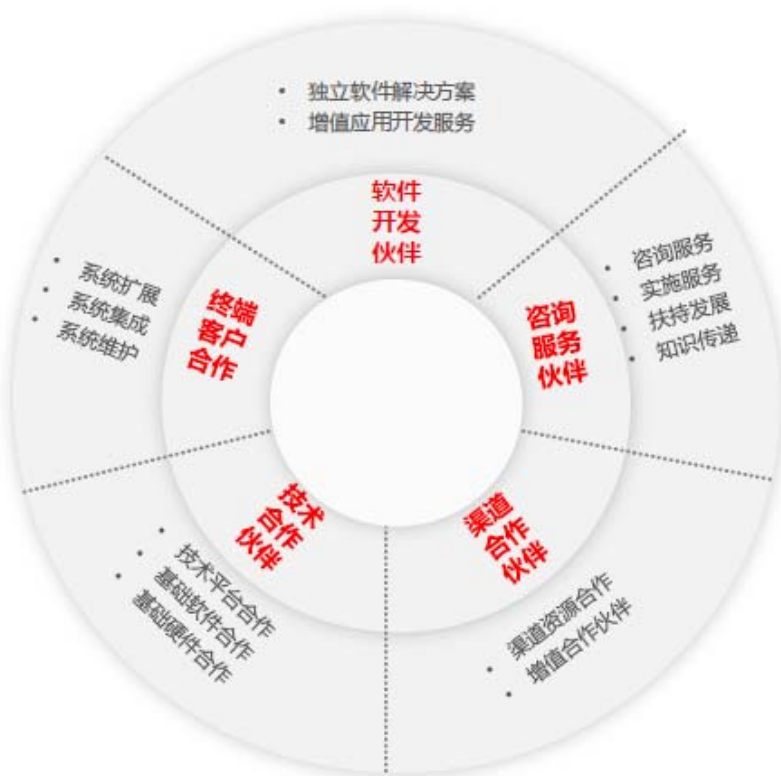 • 独立软件解决方案
• 增值应用开发服务
软件
开发
伙伴
• 咨询服务
• 实施服务
• 扶持发展
• 知识传递
咨询
服务
伙伴
渠道
合作
伙伴
• 渠道资源合作
• 增值合作伙伴
技术
合作
伙伴
• 技术平台合作
• 基础软件合作
• 基础硬件合作
终端
客户
合作
• 系统扩展
• 系统集成
• 系统维护